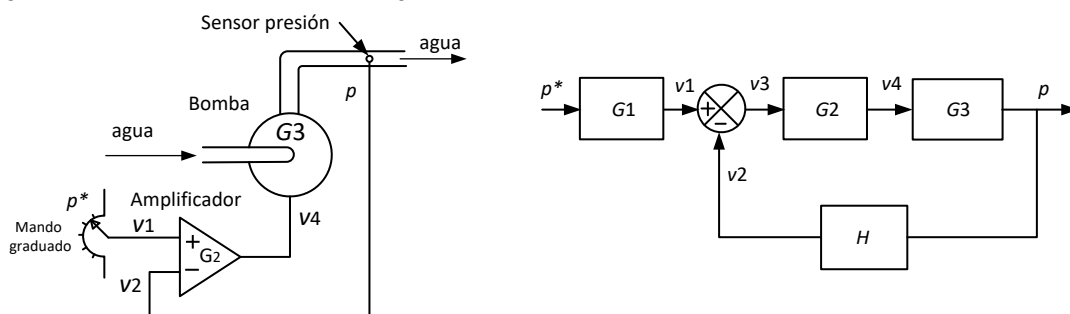 Sensor presión
agua
p
Bomba
G3
agua
p*
Amplificador
Mando
graduado
v1
v4
+
G2
−
v2
p*
G1
v1
+
−
v3
G2
v4
G3
p
v2
H